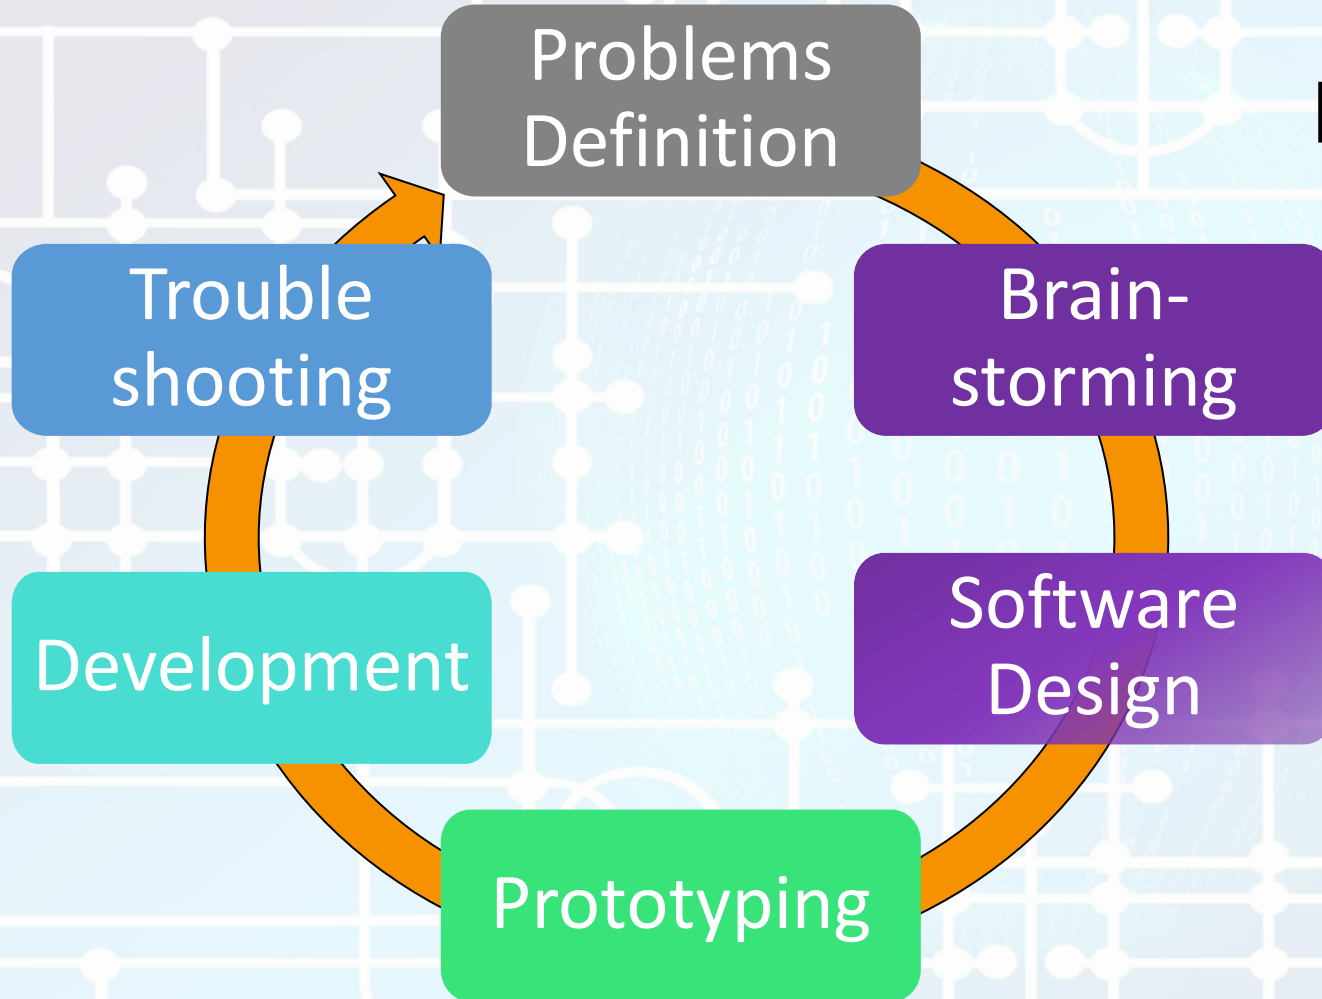 Problems
Definition
Brain-
storming
Software
Design
Prototyping
Development
Trouble
shooting